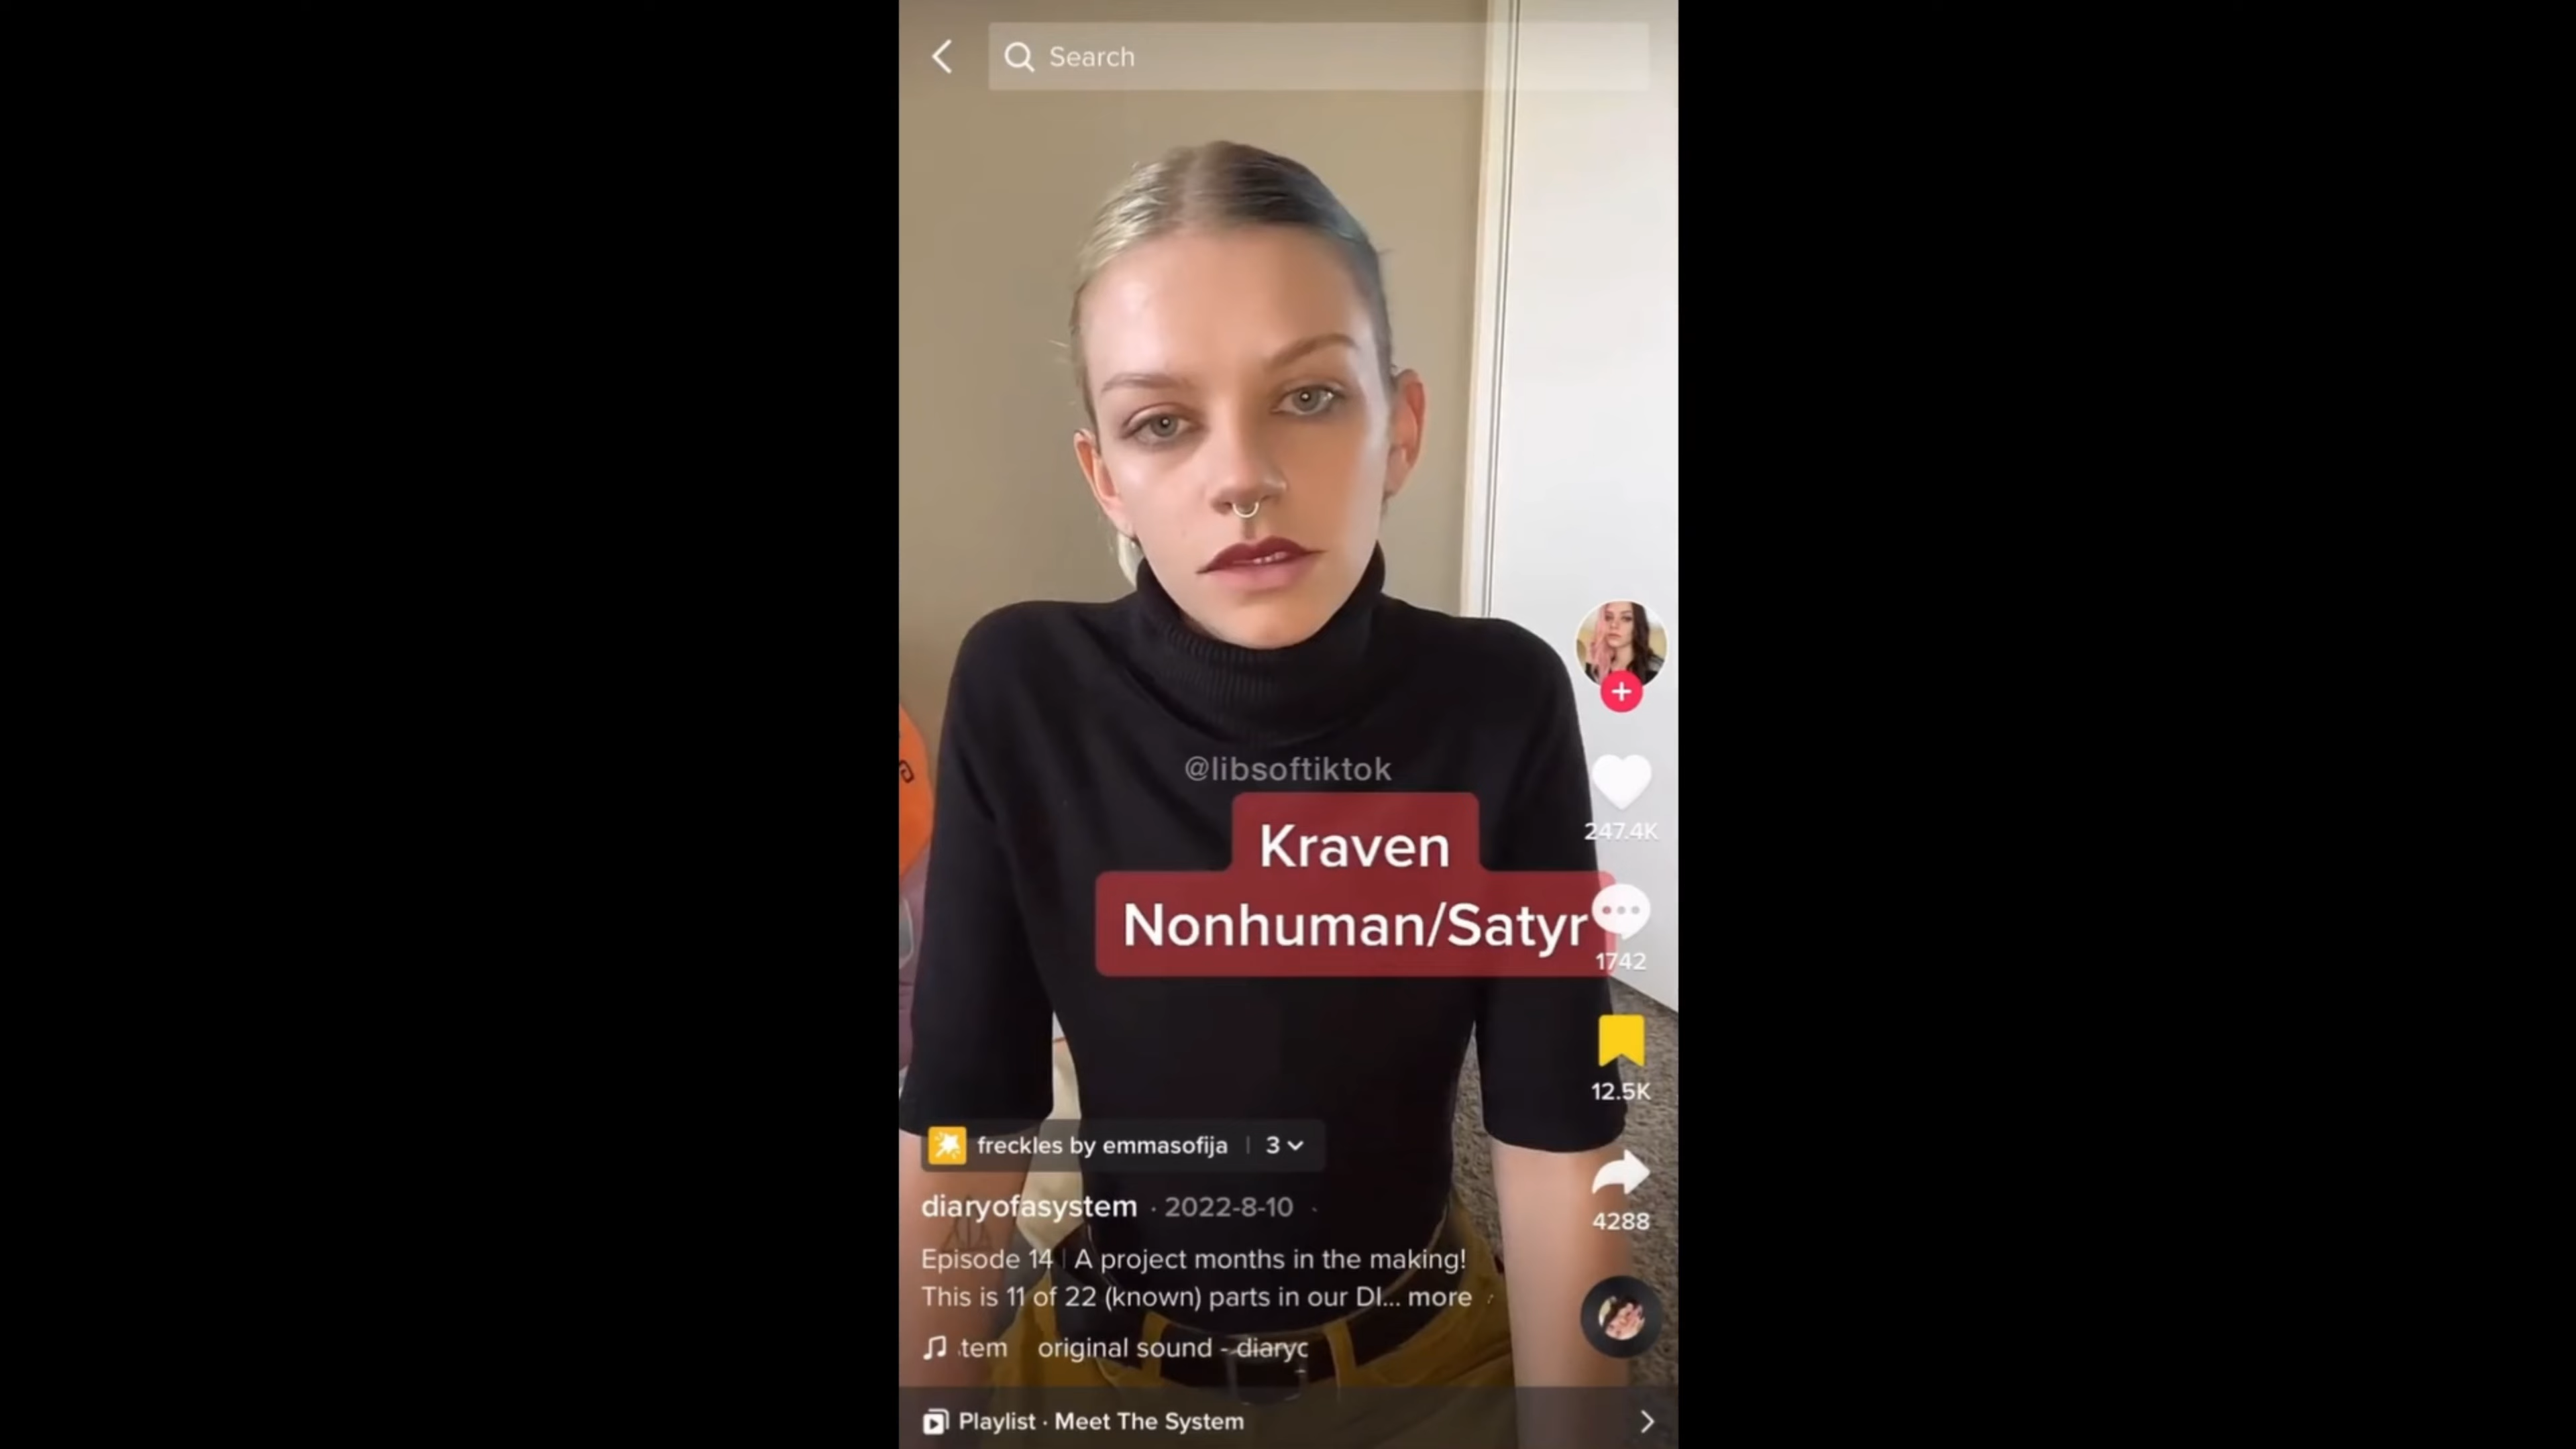 Search
@libsoftiktok
Kraven
Nonhuman/Satyr
247.4K
1742
12.5K
4288
freckles by emmasofija | 3
diaryofasystem · 2022-8-10
Episode 14 | A project months in the making!
This is 11 of 22 (known) parts in our DI... more
tem original sound - diaryc
Playlist · Meet The System